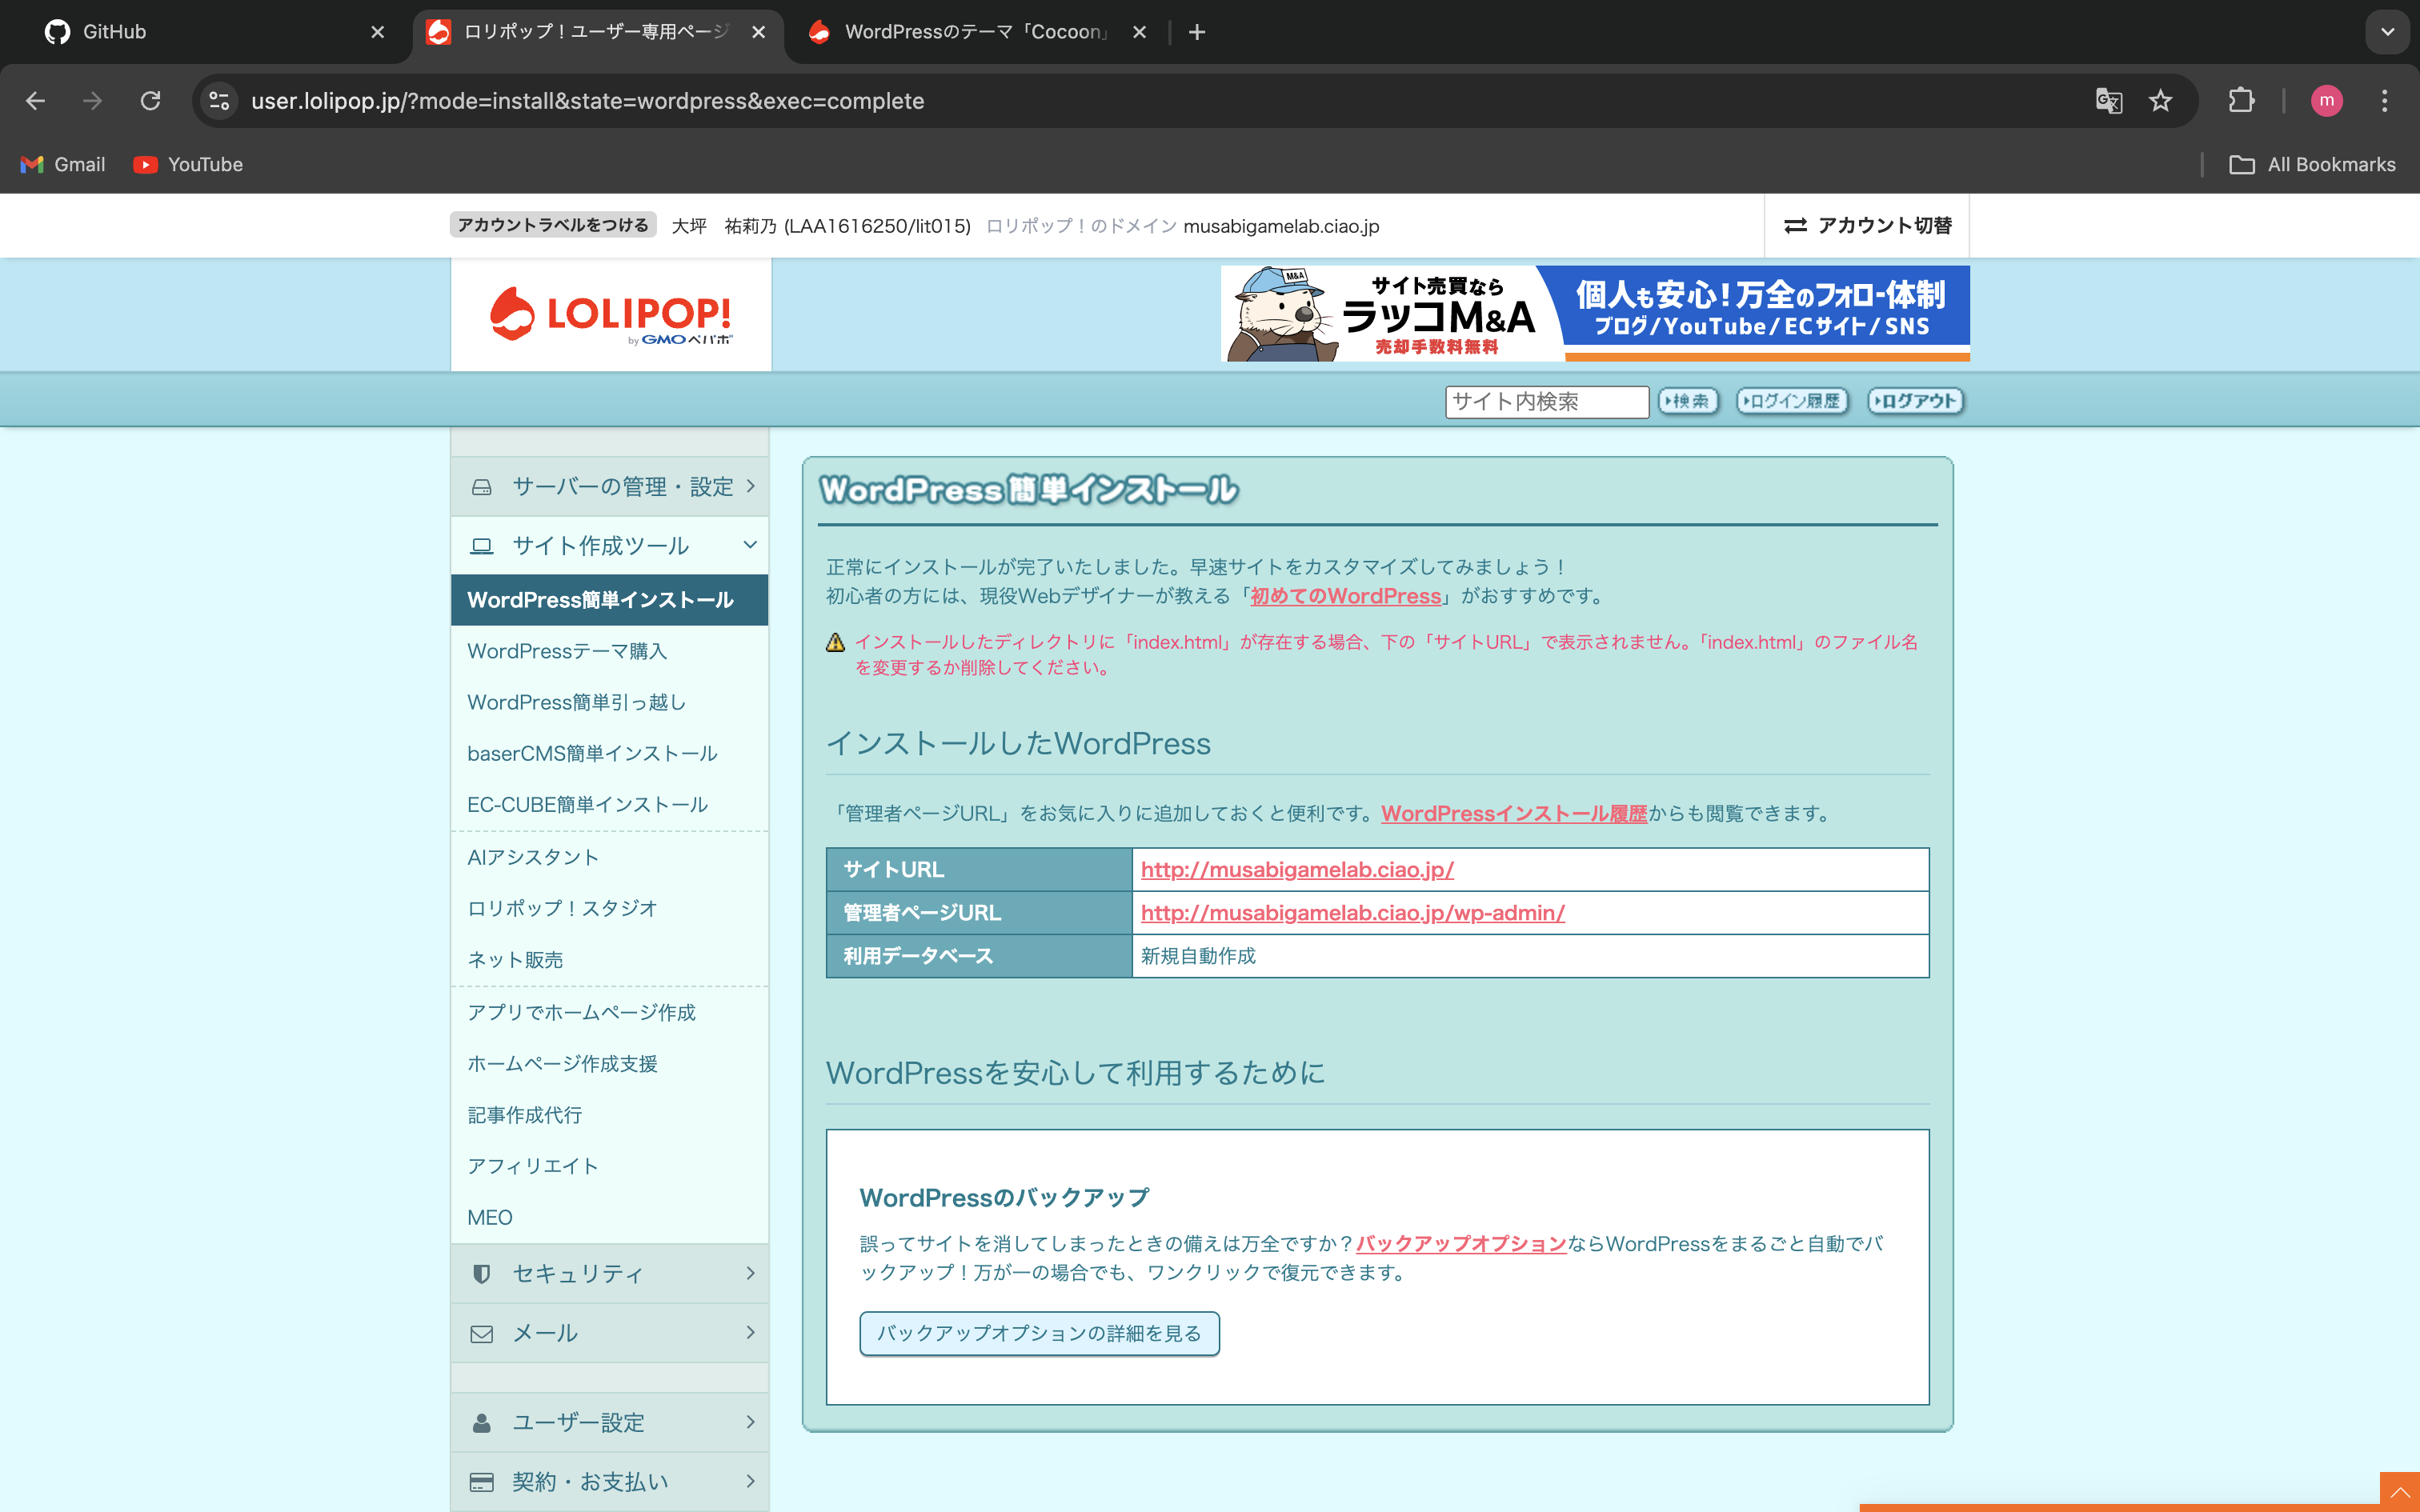 GitHub
ロリポップ！ユーザー専用ページ
WordPressのテーマ「Cocoon」
user.lolipop.jp/?mode=install&state=wordpress&exec=complete
m
Gmail
YouTube
All Bookmarks
アカウントラベルをつける 大坪 祐莉乃 (LAA1616250/lit015) ロリポップ！のドメイン musabigamelab.ciao.jp
アカウント切替
LOLIPOP!
by GMOペパボ
M&A
サイト売買なら
ラッコM&A
売却手数料無料
個人も安心！万全のフォロー体制
ブログ/YouTube/ECサイト/SNS
サイト内検索
検索
ログイン履歴
ログアウト
サーバーの管理・設定
サイト作成ツール
WordPress簡単インストール
WordPressテーマ購入
WordPress簡単引っ越し
baserCMS簡単インストール
EC-CUBE簡単インストール
AIアシスタント
ロリポップ！スタジオ
ネット販売
アプリでホームページ作成
ホームページ作成支援
記事作成代行
アフィリエイト
MEO
セキュリティ
メール
ユーザー設定
契約・お支払い
WordPress簡単インストール
正常にインストールが完了いたしました。早速サイトをカスタマイズしてみましょう！
初心者の方には、現役Webデザイナーが教える「初めてのWordPress」がおすすめです。
インストールしたディレクトリに「index.html」が存在する場合、下の「サイトURL」で表示されません。「index.html」のファイル名
を変更するか削除してください。
インストールしたWordPress
「管理者ページURL」をお気に入りに追加しておくと便利です。WordPressインストール履歴からも閲覧できます。
サイトURL http://musabigamelab.ciao.jp/
管理者ページURL http://musabigamelab.ciao.jp/wp-admin/
利用データベース 新規自動作成
WordPressを安心して利用するために
WordPressのバックアップ
誤ってサイトを消してしまったときの備えは万全ですか？バックアップオプションならWordPressをまるごと自動でバ
ックアップ！万が一の場合でも、ワンクリックで復元できます。
バックアップオプションの詳細を見る